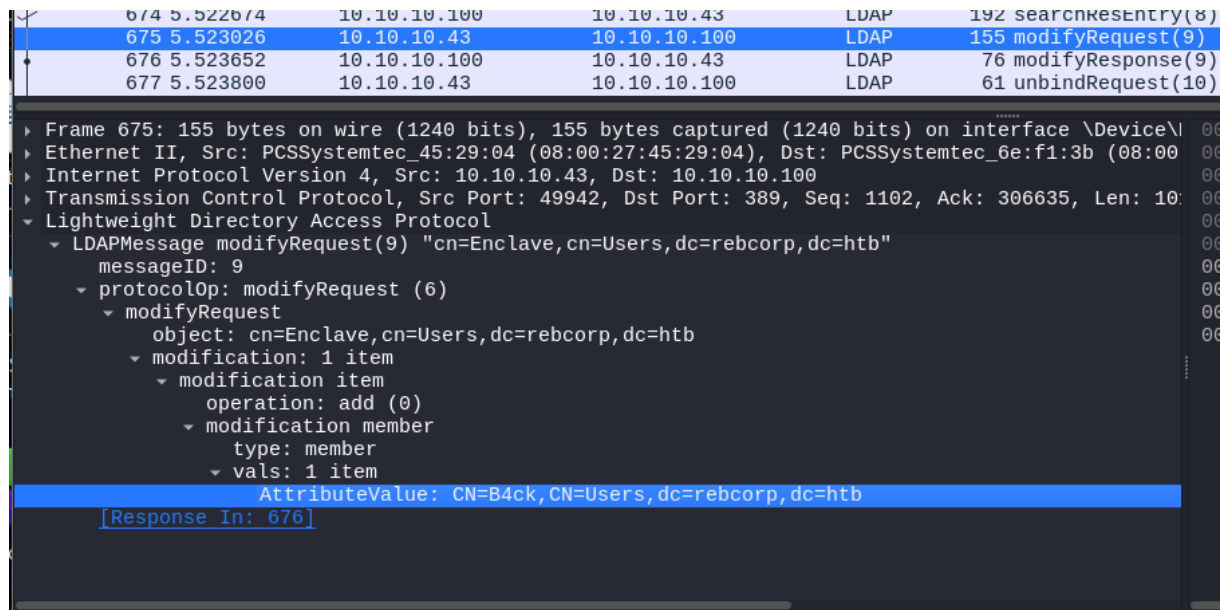 674 5.522674 10.10.10.100 10.10.10.43 LDAP 192 searchResEntry(8)
675 5.523026 10.10.10.43 10.10.10.100 LDAP 155 modifyRequest(9)
676 5.523652 10.10.10.100 10.10.10.43 LDAP 76 modifyResponse(9)
677 5.523800 10.10.10.43 10.10.10.100 LDAP 61 unbindRequest(10)
Frame 675: 155 bytes on wire (1240 bits), 155 bytes captured (1240 bits) on interface \Device\
Ethernet II, Src: PCSSystemtec_45:29:04 (08:00:27:45:29:04), Dst: PCSSystemtec_6e:f1:3b (08:00
Internet Protocol Version 4, Src: 10.10.10.43, Dst: 10.10.10.100
Transmission Control Protocol, Src Port: 49942, Dst Port: 389, Seq: 1102, Ack: 306635, Len: 10
Lightweight Directory Access Protocol
LDAPMessage modifyRequest(9) "cn=Enclave,cn=Users,dc=rebcorp,dc=htb"
messageID: 9
protocolOp: modifyRequest (6)
modifyRequest
object: cn=Enclave,cn=Users,dc=rebcorp,dc=htb
modification: 1 item
modification item
operation: add (0)
modification member
type: member
vals: 1 item
AttributeValue: CN=B4ck,CN=Users,dc=rebcorp,dc=htb
[Response In: 676]